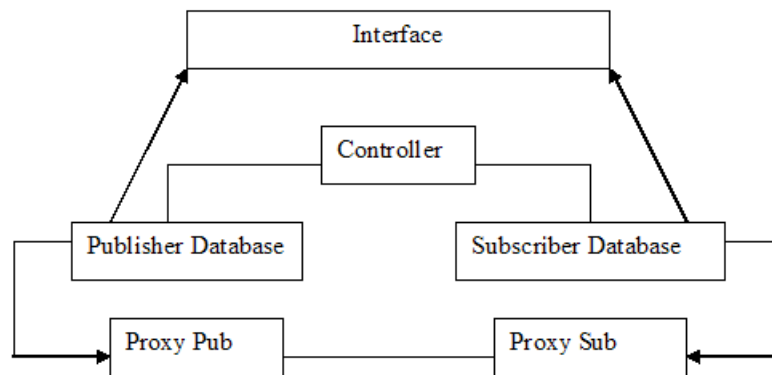 Interface
Controller
Publisher Database
Subscriber Database
Proxy Pub
Proxy Sub